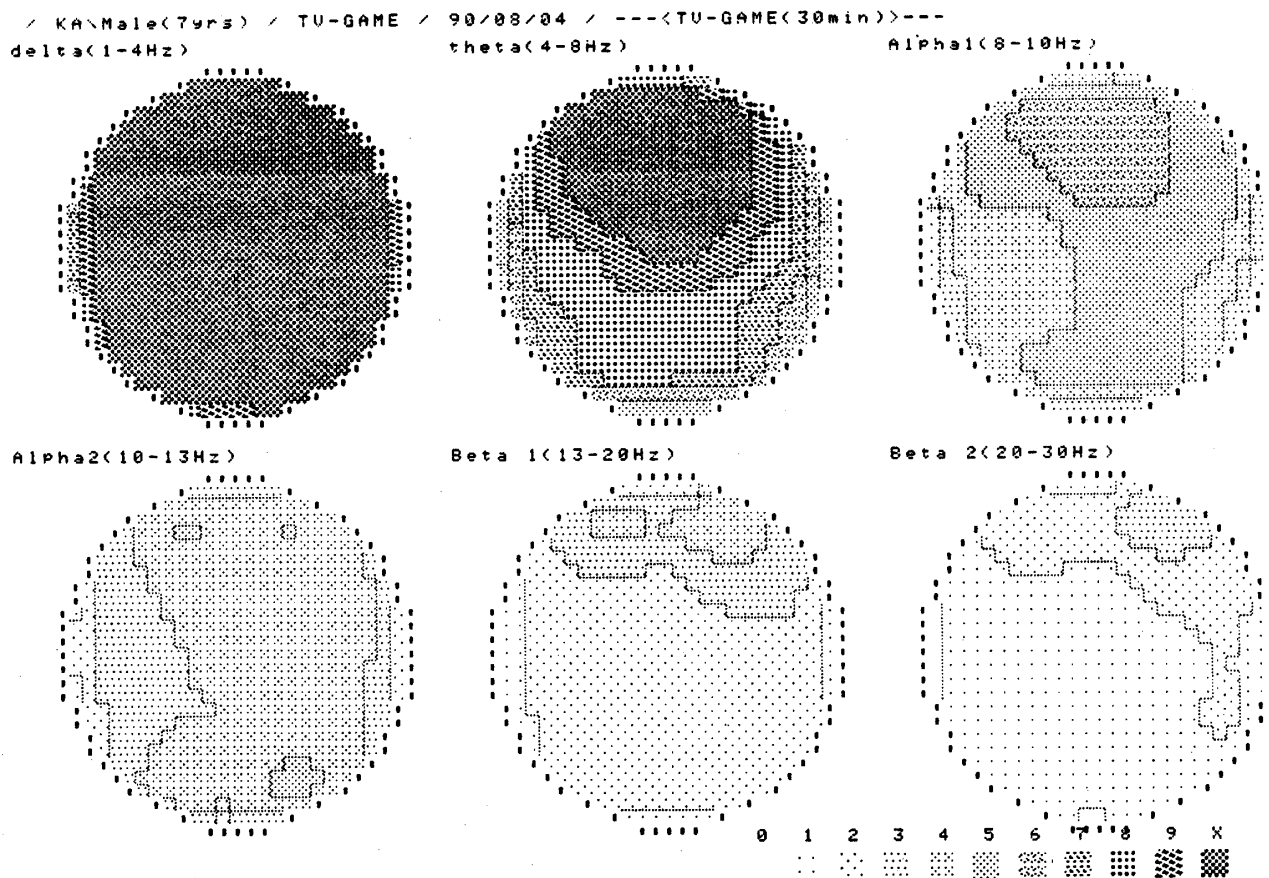 / KA\Male(7yrs) / TV-GAME / 90/08/04 / ---<TV-GAME(30min)>---
delta(1-4Hz) theta(4-8Hz) Alpha1(8-10Hz)
Alpha2(10-13Hz) Beta 1(13-20Hz) Beta 2(20-30Hz)
0 1 2 3 4 5 6 7 8 9 X